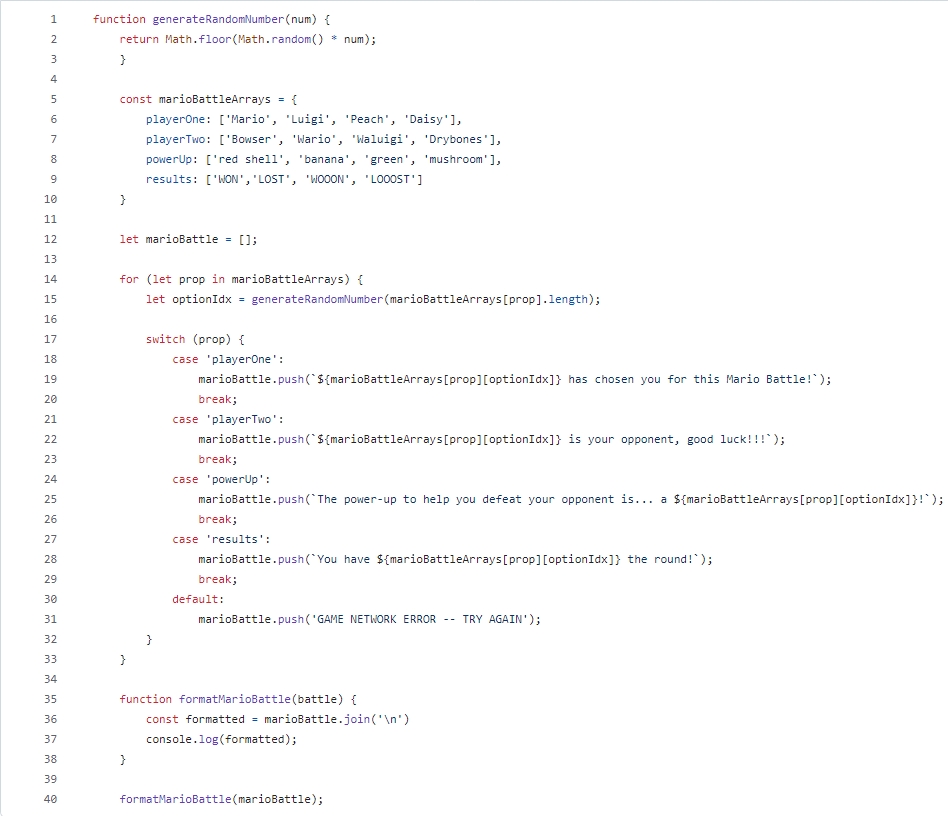 1 function generateRandomNumber(num) {
2 return Math.floor(Math.random() * num);
3 }
4
5 const marioBattleArrays = {
6 playerOne: ['Mario', 'Luigi', 'Peach', 'Daisy'],
7 playerTwo: ['Bowser', 'Wario', 'Waluigi', 'Drybones'],
8 powerUp: ['red shell', 'banana', 'green', 'mushroom'],
9 results: ['WON','LOST', 'WOOON', 'LOOOST']
10 }
11
12 let marioBattle = [];
13
14 for (let prop in marioBattleArrays) {
15 let optionIdx = generateRandomNumber(marioBattleArrays[prop].length);
16
17 switch (prop) {
18 case 'playerOne':
19 marioBattle.push(`${marioBattleArrays[prop][optionIdx]} has chosen you for this Mario Battle!`);
20 break;
21 case 'playerTwo':
22 marioBattle.push(`${marioBattleArrays[prop][optionIdx]} is your opponent, good luck!!!`);
23 break;
24 case 'powerUp':
25 marioBattle.push(`The power-up to help you defeat your opponent is... a ${marioBattleArrays[prop][optionIdx]}!`);
26 break;
27 case 'results':
28 marioBattle.push(`You have ${marioBattleArrays[prop][optionIdx]} the round!`);
29 break;
30 default:
31 marioBattle.push('GAME NETWORK ERROR -- TRY AGAIN');
32 }
33 }
34
35 function formatMarioBattle(battle) {
36 const formatted = marioBattle.join('\n')
37 console.log(formatted);
38 }
39
40 formatMarioBattle(marioBattle);